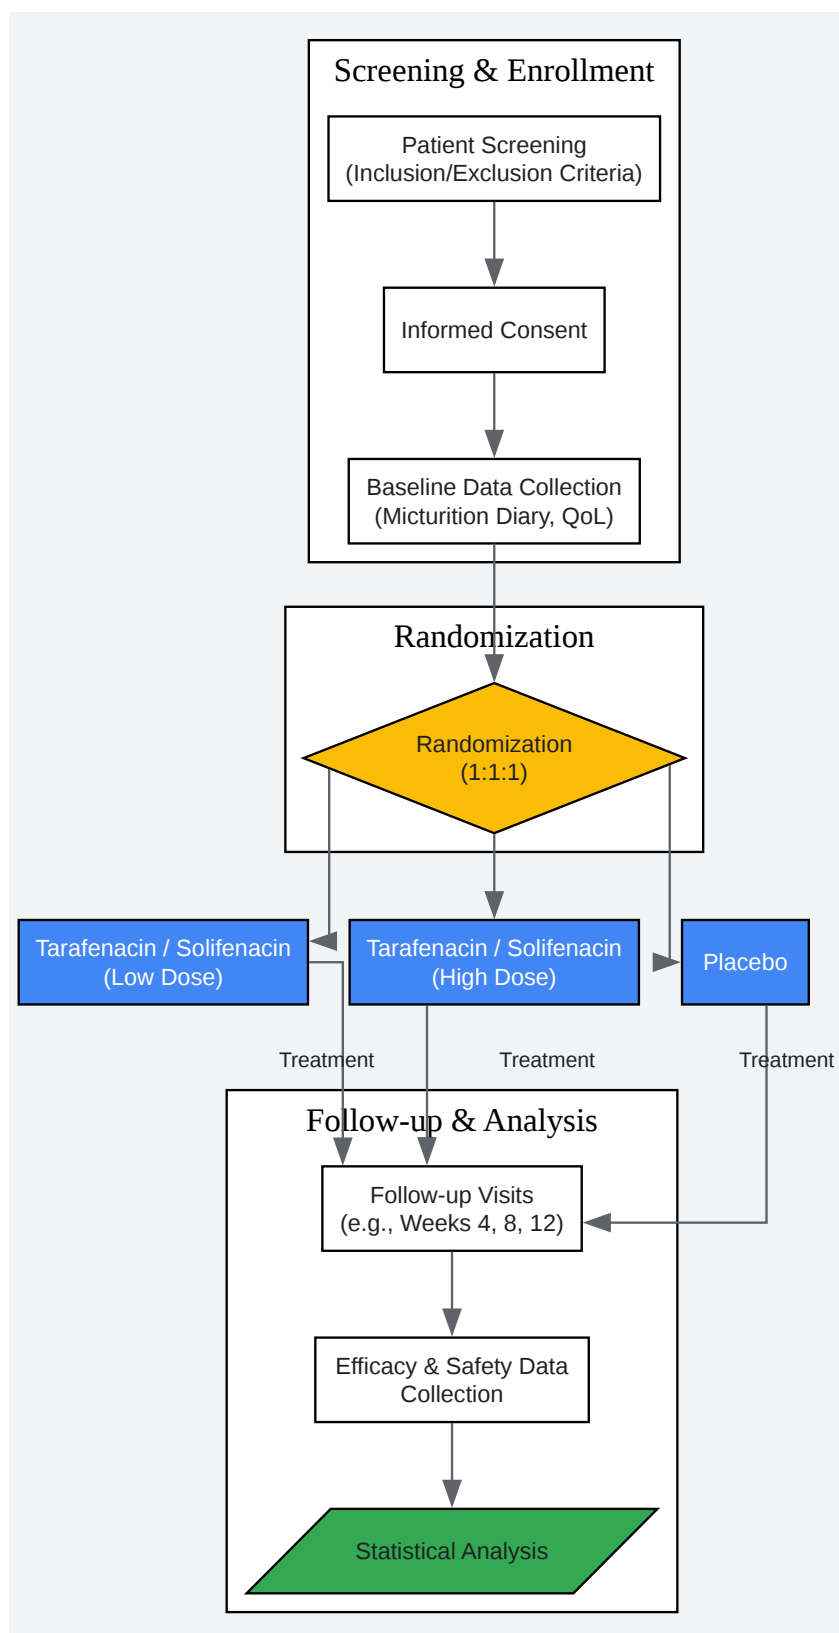 Screening & Enrollment
Patient Screening
(Inclusion/Exclusion Criteria)
Informed Consent
Baseline Data Collection
(Micturition Diary, QoL)
Randomization
Randomization
(1:1:1)
Tarafenacin / Solifenacin
(Low Dose)
Tarafenacin / Solifenacin
(High Dose)
Placebo
Treatment
Treatment
Treatment
Follow-up & Analysis
Follow-up Visits
(e.g., Weeks 4, 8, 12)
Efficacy & Safety Data
Collection
Statistical Analysis